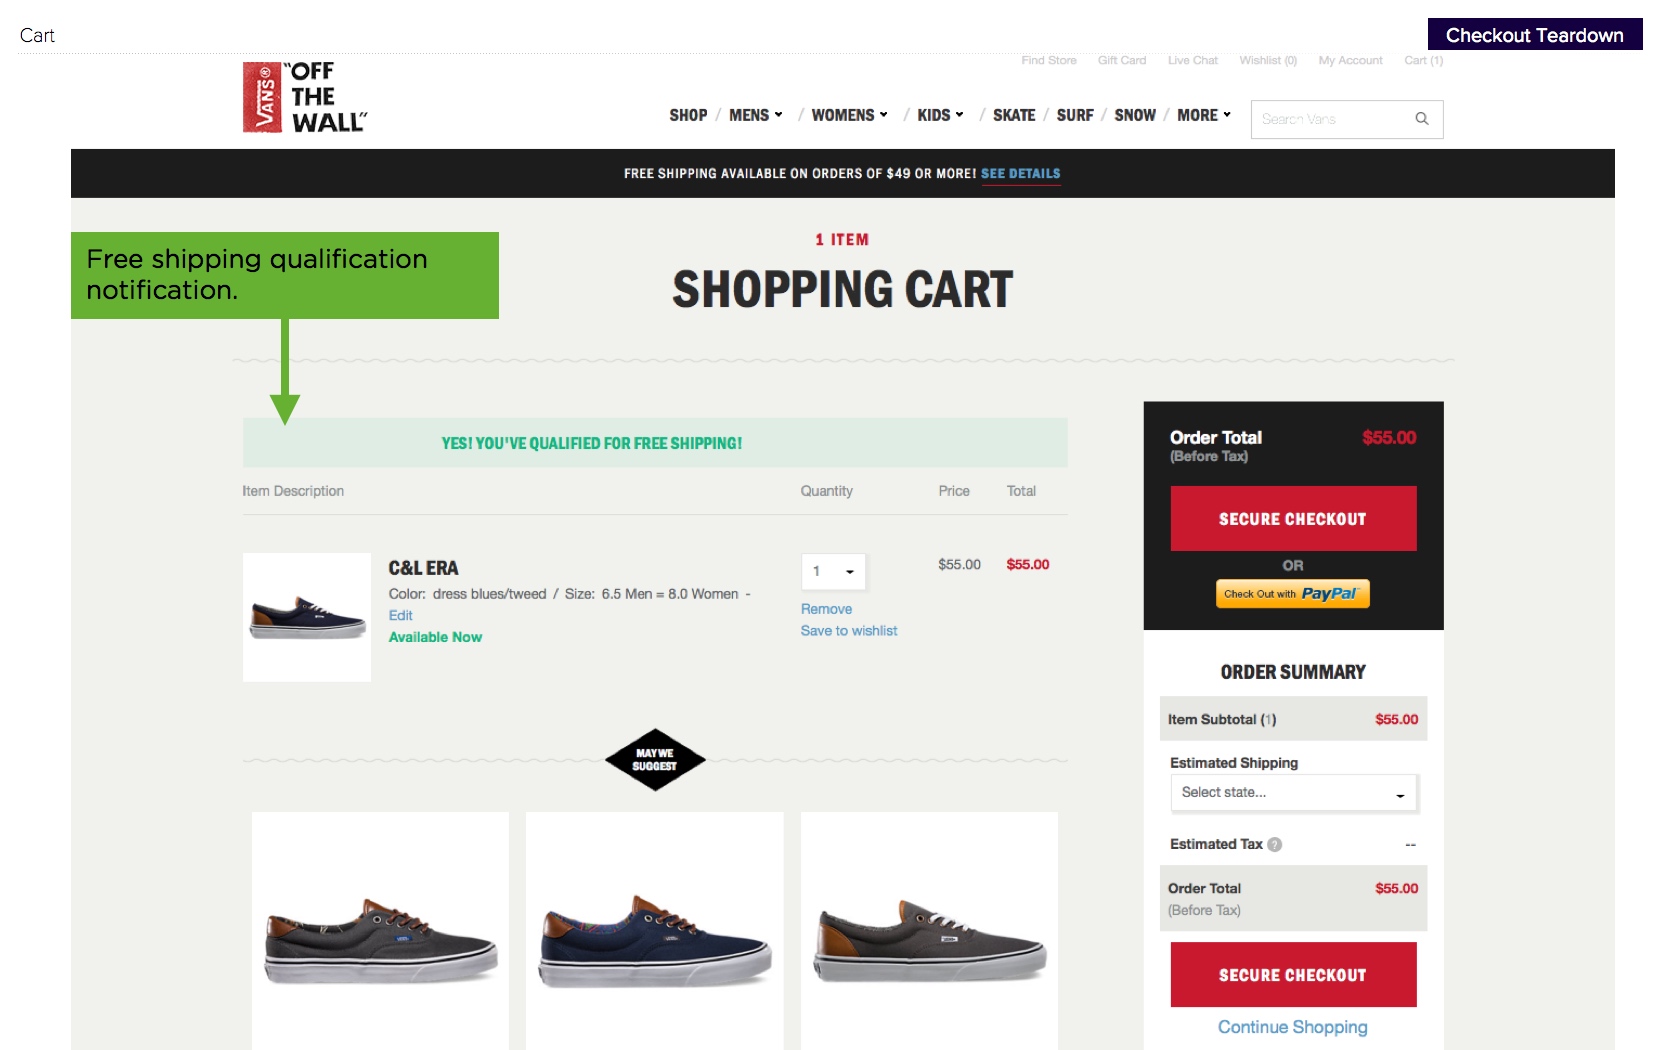 Cart
Checkout Teardown
Find Store Gift Card Live Chat Wishlist (0) My Account Cart (1)
VANS® "OFF
THE
WALL"
SHOP / MENS / WOMENS / KIDS / SKATE / SURF / SNOW / MORE
Search Vans
FREE SHIPPING AVAILABLE ON ORDERS OF $49 OR MORE! SEE DETAILS
Free shipping qualification
notification.
1 ITEM
SHOPPING CART
YES! YOU'VE QUALIFIED FOR FREE SHIPPING!
Item Description Quantity Price Total
C&L ERA
Color: dress blues/tweed / Size: 6.5 Men = 8.0 Women -
Edit
Available Now
1
$55.00 $55.00
Remove
Save to wishlist
MAY WE
SUGGEST
Order Total $55.00
(Before Tax)
SECURE CHECKOUT
OR
Check Out with PayPal
ORDER SUMMARY
Item Subtotal (1) $55.00
Estimated Shipping
Select state...
Estimated Tax ? --
Order Total $55.00
(Before Tax)
SECURE CHECKOUT
Continue Shopping